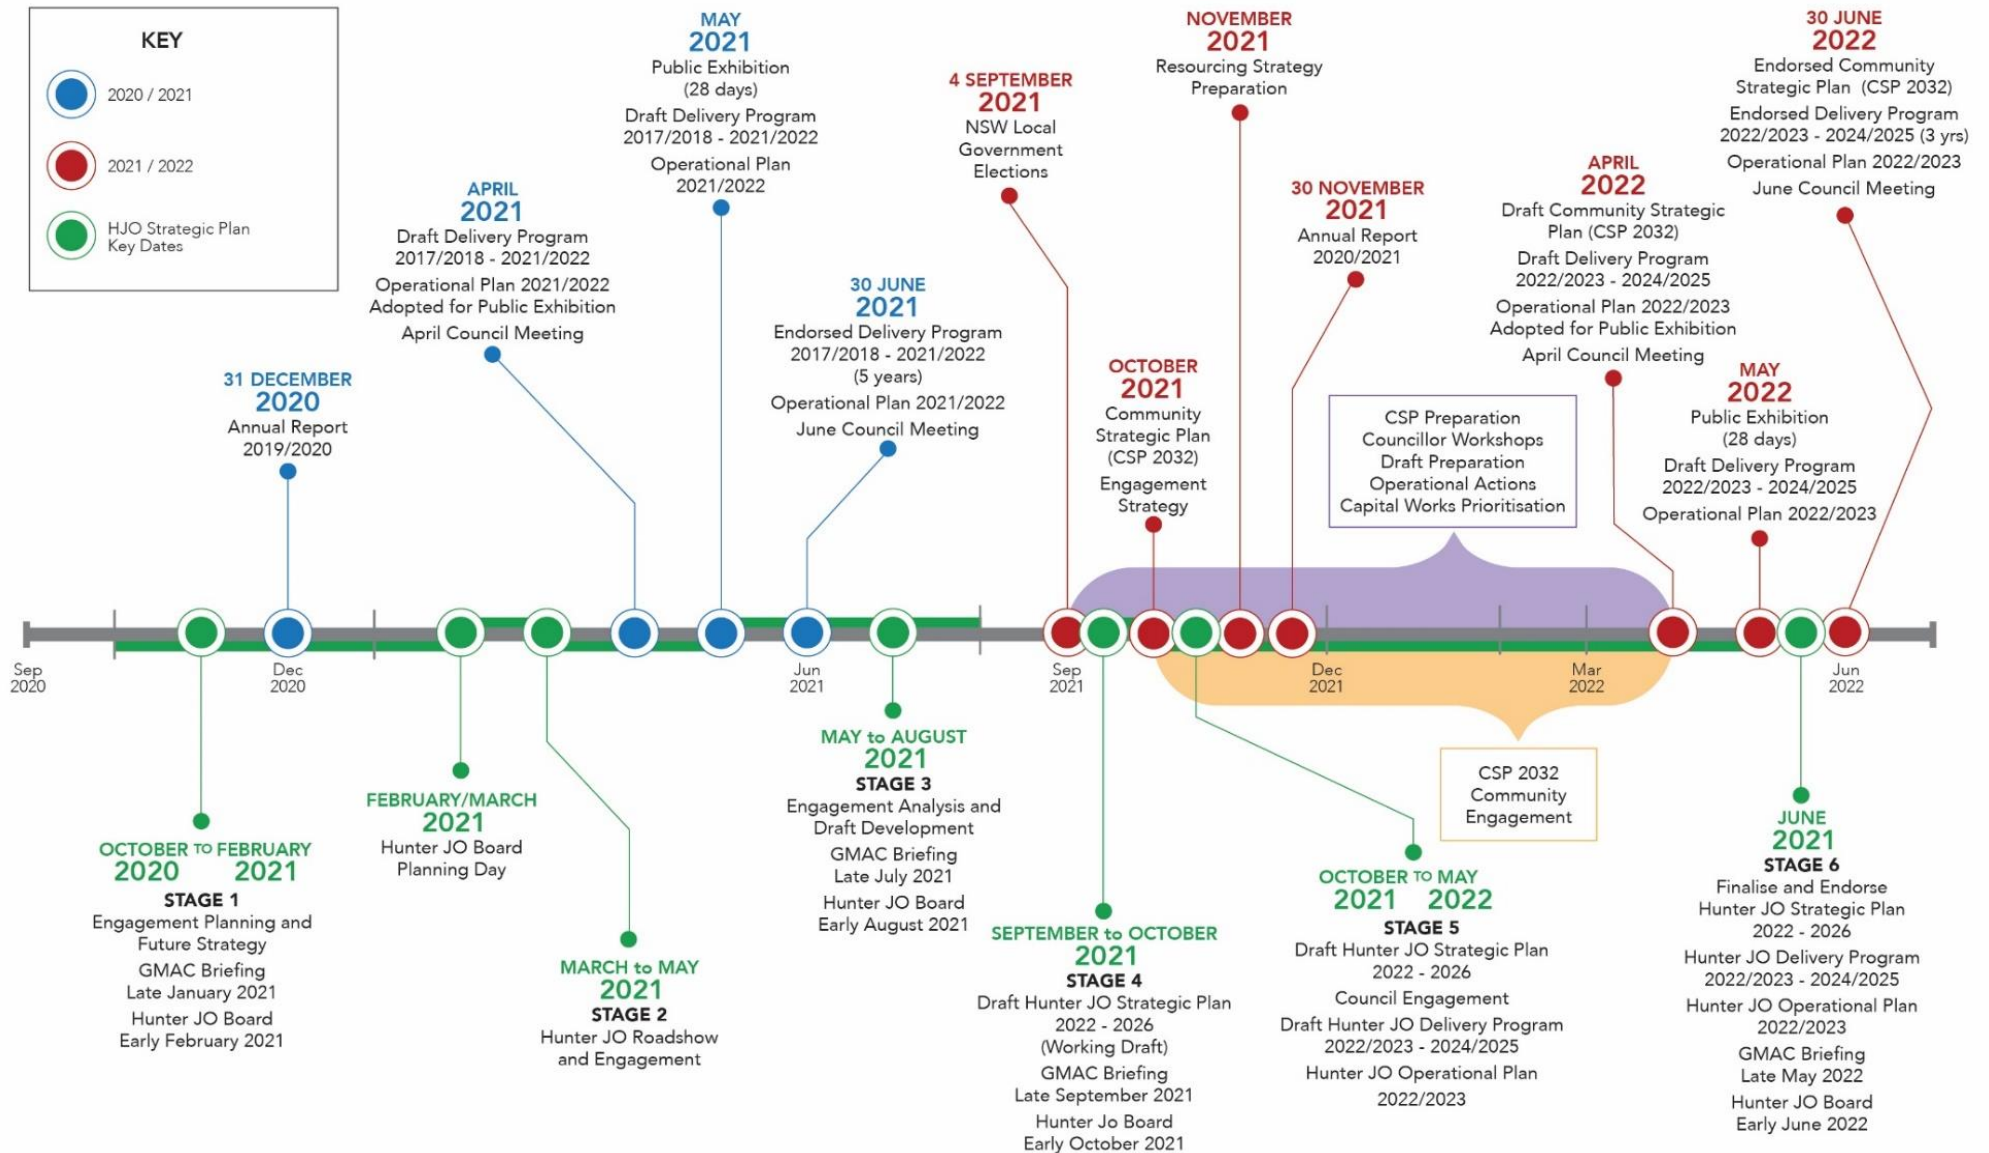 KEY
2020 / 2021
2021 / 2022
HJO Strategic Plan
Key Dates
31 DECEMBER
2020
Annual Report
2019/2020
APRIL
2021
Draft Delivery Program
2017/2018 - 2021/2022
Operational Plan 2021/2022
Adopted for Public Exhibition
April Council Meeting
MAY
2021
Public Exhibition
(28 days)
Draft Delivery Program
2017/2018 - 2021/2022
Operational Plan
2021/2022
30 JUNE
2021
Endorsed Delivery Program
2017/2018 - 2021/2022
(5 years)
Operational Plan 2021/2022
June Council Meeting
4 SEPTEMBER
2021
NSW Local
Government
Elections
OCTOBER
2021
Community
Strategic Plan
(CSP 2032)
Engagement
Strategy
NOVEMBER
2021
Resourcing Strategy
Preparation
30 NOVEMBER
2021
Annual Report
2020/2021
CSP Preparation
Councillor Workshops
Draft Preparation
Operational Actions
Capital Works Prioritisation
APRIL
2022
Draft Community Strategic
Plan (CSP 2032)
Draft Delivery Program
2022/2023 - 2024/2025
Operational Plan 2022/2023
Adopted for Public Exhibition
April Council Meeting
MAY
2022
Public Exhibition
(28 days)
Draft Delivery Program
2022/2023 - 2024/2025
Operational Plan 2022/2023
30 JUNE
2022
Endorsed Community
Strategic Plan (CSP 2032)
Endorsed Delivery Program
2022/2023 - 2024/2025 (3 yrs)
Operational Plan 2022/2023
June Council Meeting
Sep
2020
Dec
2020
Jun
2021
Sep
2021
Dec
2021
Mar
2022
Jun
2022
OCTOBER TO FEBRUARY
2020 2021
STAGE 1
Engagement Planning and
Future Strategy
GMAC Briefing
Late January 2021
Hunter JO Board
Early February 2021
FEBRUARY/MARCH
2021
Hunter JO Board
Planning Day
MARCH to MAY
2021
STAGE 2
Hunter JO Roadshow
and Engagement
MAY to AUGUST
2021
STAGE 3
Engagement Analysis and
Draft Development
GMAC Briefing
Late July 2021
Hunter JO Board
Early August 2021
SEPTEMBER to OCTOBER
2021
STAGE 4
Draft Hunter JO Strategic Plan
2022 - 2026
(Working Draft)
GMAC Briefing
Late September 2021
Hunter Jo Board
Early October 2021
CSP 2032
Community
Engagement
OCTOBER TO MAY
2021 2022
STAGE 5
Draft Hunter JO Strategic Plan
2022 - 2026
Council Engagement
Draft Hunter JO Delivery Program
2022/2023 - 2024/2025
Hunter JO Operational Plan
2022/2023
JUNE
2021
STAGE 6
Finalise and Endorse
Hunter JO Strategic Plan
2022 - 2026
Hunter JO Delivery Program
2022/2023 - 2024/2025
Hunter JO Operational Plan
2022/2023
GMAC Briefing
Late May 2022
Hunter JO Board
Early June 2022